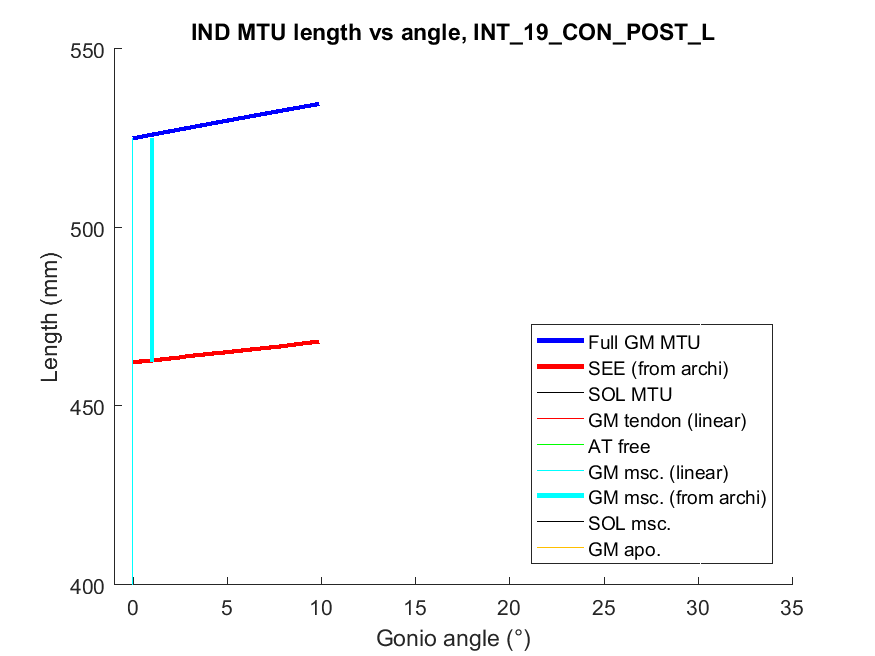 IND MTU length vs angle, INT_19_CON_POST_L
550
500
450
400
Length (mm)
0 5 10 15 20 25 30 35
Gonio angle (°)
Full GM MTU
SEE (from archi)
SOL MTU
GM tendon (linear)
AT free
GM msc. (linear)
GM msc. (from archi)
SOL msc.
GM apo.